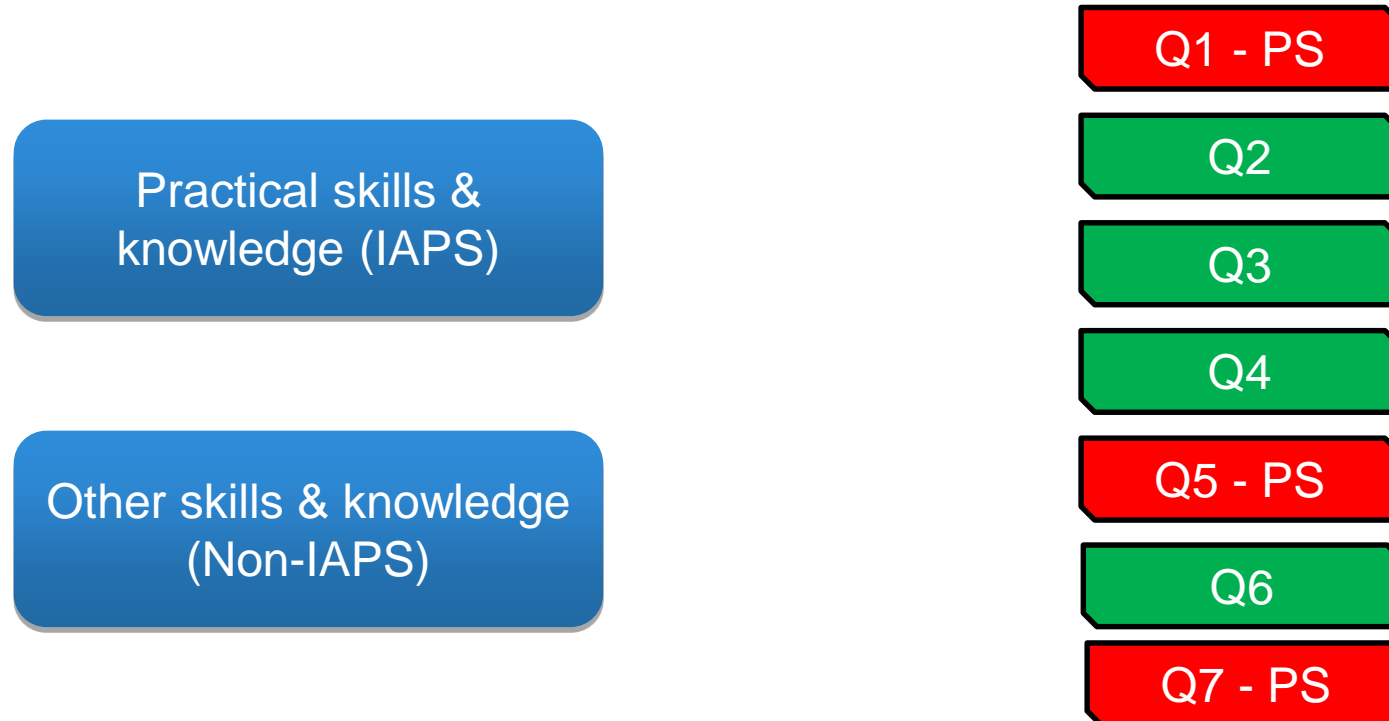 Practical skills &
knowledge (IAPS)
Other skills & knowledge
(Non-IAPS)
Q1 - PS
Q2
Q3
Q4
Q5 - PS
Q6
Q7 - PS